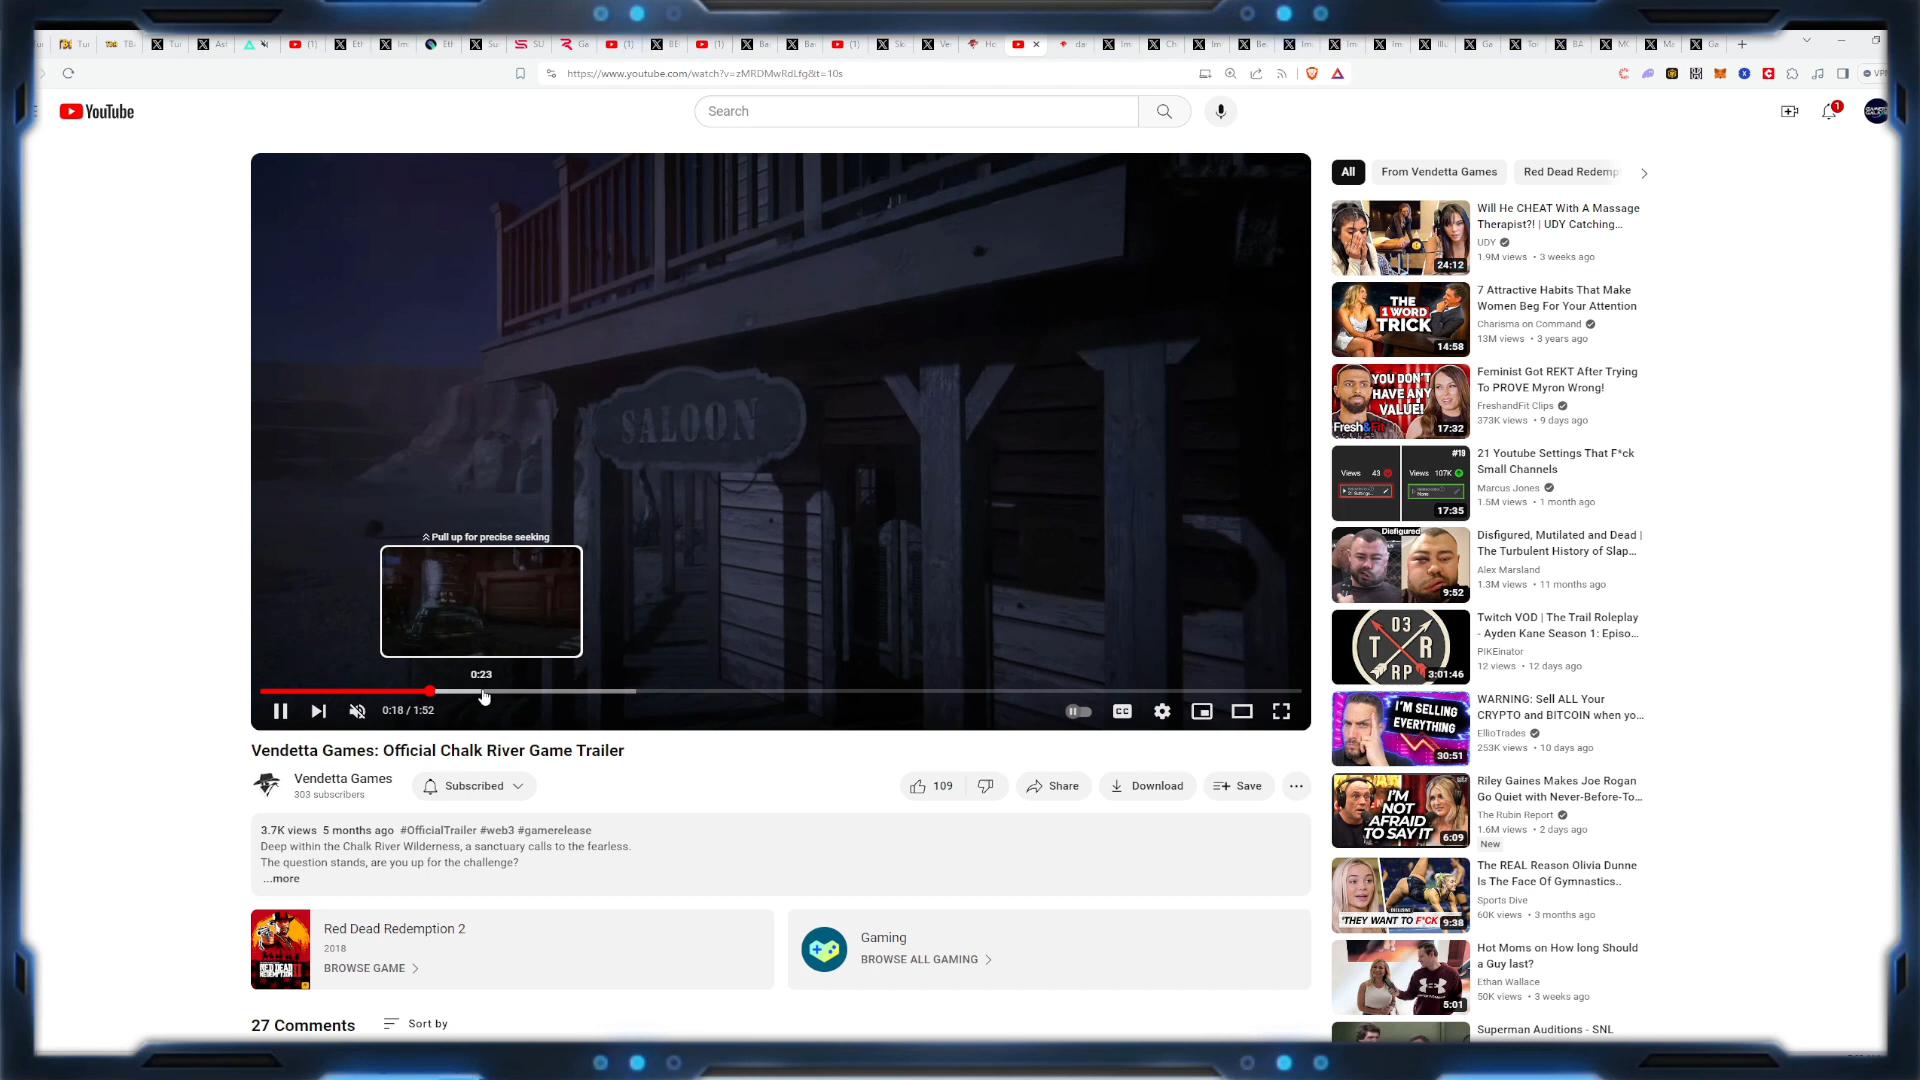 https://www.youtube.com/watch?v=zMRDMwRdLfg&t=10s
YouTube
Search
1
SALOON
Pull up for precise seeking
0:23
0:18 / 1:52
CC
Vendetta Games: Official Chalk River Game Trailer
Vendetta Games
303 subscribers
Subscribed
109
Share
Download
Save
3.7K views 5 months ago #OfficialTrailer #web3 #gamerelease
Deep within the Chalk River Wilderness, a sanctuary calls to the fearless.
The question stands, are you up for the challenge?
...more
Red Dead Redemption 2
2018
BROWSE GAME
Gaming
BROWSE ALL GAMING
27 Comments
Sort by
All
From Vendetta Games
Red Dead Redemp
Will He CHEAT With A Massage
Therapist?! | UDY Catching...
UDY
1.9M views • 3 weeks ago
24:12
THE
1 WORD
TRICK
14:58
7 Attractive Habits That Make
Women Beg For Your Attention
Charisma on Command
13M views • 3 years ago
YOU DON'T
HAVE ANY
VALUE!
Fresh&Fit
17:32
Feminist Got REKT After Trying
To PROVE Myron Wrong!
FreshandFit Clips
373K views • 9 days ago
#19
Views 43
Views 107K
17:35
21 Youtube Settings That F*ck
Small Channels
Marcus Jones
1.5M views • 1 month ago
Disfigured
9:52
Disfigured, Mutilated and Dead |
The Turbulent History of Slap...
Alex Marsland
1.3M views • 11 months ago
03
T R
RP
3:01:46
Twitch VOD | The Trail Roleplay
- Ayden Kane Season 1: Episo...
PIKEinator
12 views • 12 days ago
I'M SELLING
EVERYTHING
30:51
WARNING: Sell ALL Your
CRYPTO and BITCOIN when yo...
EllioTrades
253K views • 10 days ago
I'M
NOT
AFRAID
TO SAY IT
6:09
Riley Gaines Makes Joe Rogan
Go Quiet with Never-Before-To...
The Rubin Report
1.6M views • 2 days ago
New
"THEY WANT TO F*CK
9:38
The REAL Reason Olivia Dunne
Is The Face Of Gymnastics..
Sports Dive
60K views • 3 months ago
5:01
Hot Moms on How long Should
a Guy last?
Ethan Wallace
50K views • 3 weeks ago
Superman Auditions - SNL